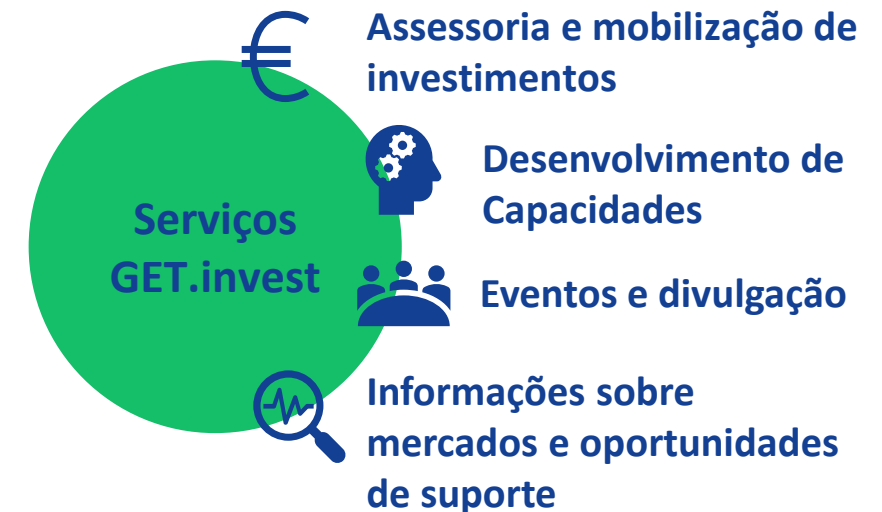 Assessoria e mobilização de
investimentos
Desenvolvimento de
Capacidades
Serviços
GET.invest
Eventos e divulgação
Informações sobre
mercados e oportunidades
de suporte